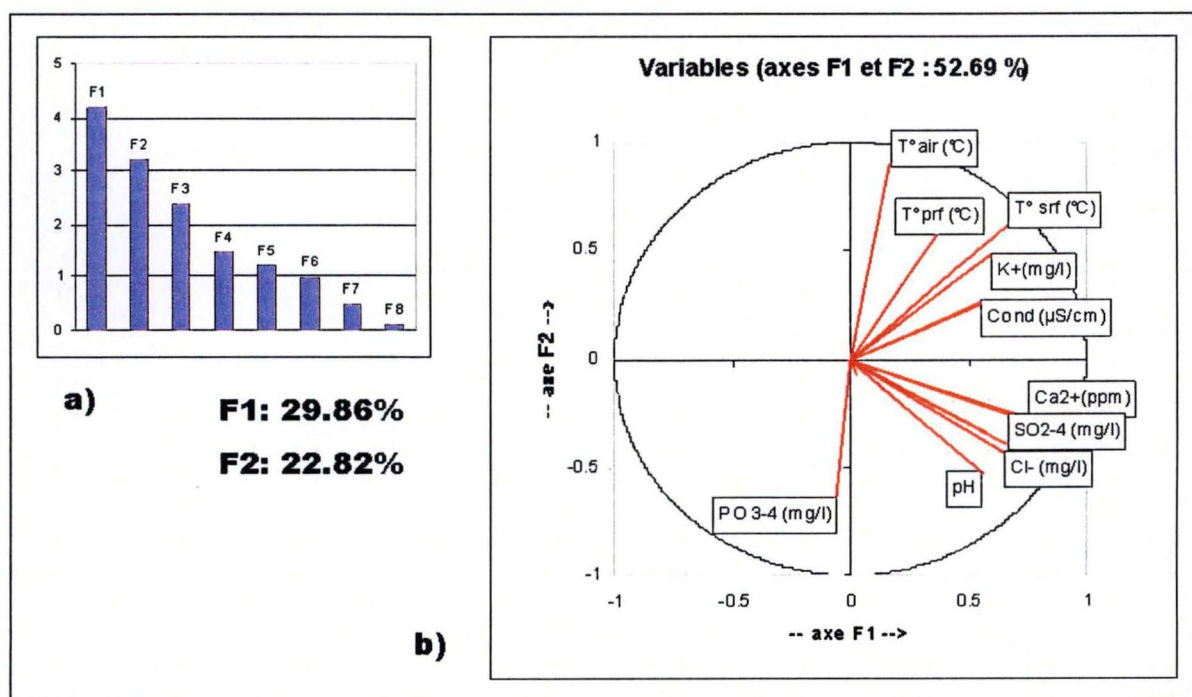 5
4
3
2
1
0
F1
F2
F3
F4
F5
F6
F7
F8
a)
F1: 29.86%
F2: 22.82%
b)
Variables (axes F1 et F2 : 52.69 %)
-- axe F2 -->
1
0.5
0
-0.5
-1
T° air (°C)
T° prf (°C)
T° srf (°C)
K+(mg/l)
Cond (µS/cm)
Ca2+(ppm)
SO2-4 (mg/l)
Cl- (mg/l)
pH
PO 3-4 (mg/l)
-1
-0.5
0
0.5
1
-- axe F1 -->